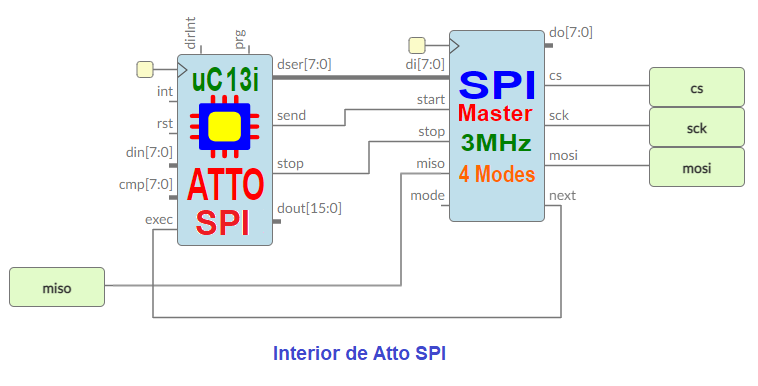 dirInt
prg
uC13i
int
rst
din[7:0]
cmp[7:0]
exec
ATTO
SPI
dser[7:0]
send
stop
dout[15:0]
di[7:0]
start
stop
miso
mode
SPI
Master
3MHz
4 Modes
do[7:0]
cs
sck
mosi
next
cs
sck
mosi
miso
Interior de Atto SPI